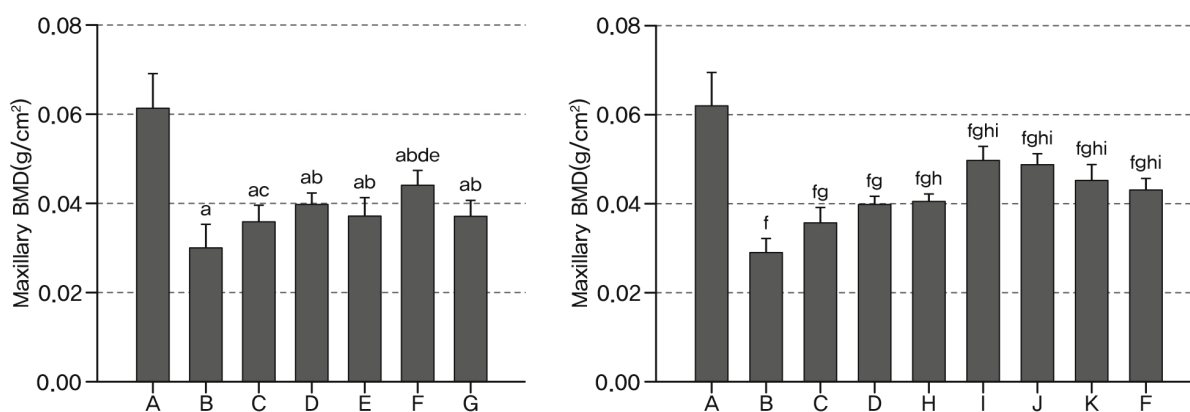 Maxillary BMD(g/cm²)
0.08
0.06
0.04
0.02
0.00
a
ac
ab
ab
abde
ab
A B C D E F G
Maxillary BMD(g/cm²)
0.08
0.06
0.04
0.02
0.00
f
fg
fg
fgh
fghi
fghi
fghi
fghi
A B C D H I J K F